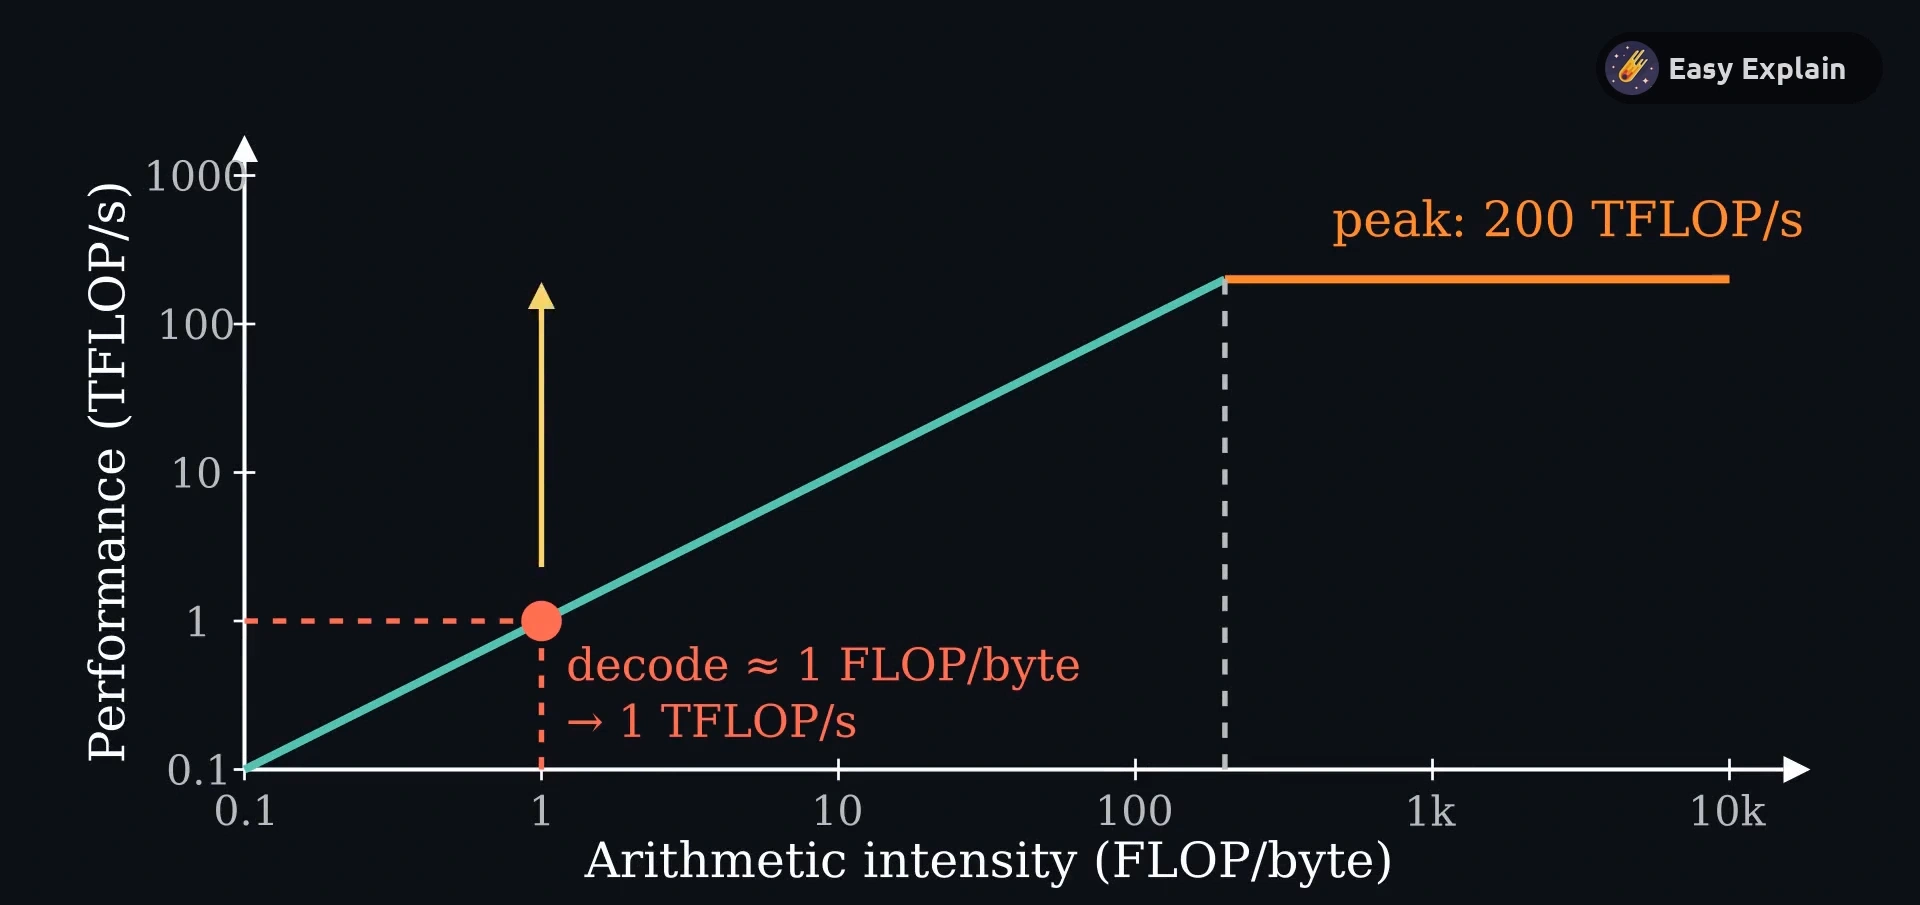 Easy Explain
peak: 200 TFLOP/s
Performance (TFLOP/s)
1000
100
10
1
0.1
decode ≈ 1 FLOP/byte
→ 1 TFLOP/s
0.1 1 10 100 1k 10k
Arithmetic intensity (FLOP/byte)